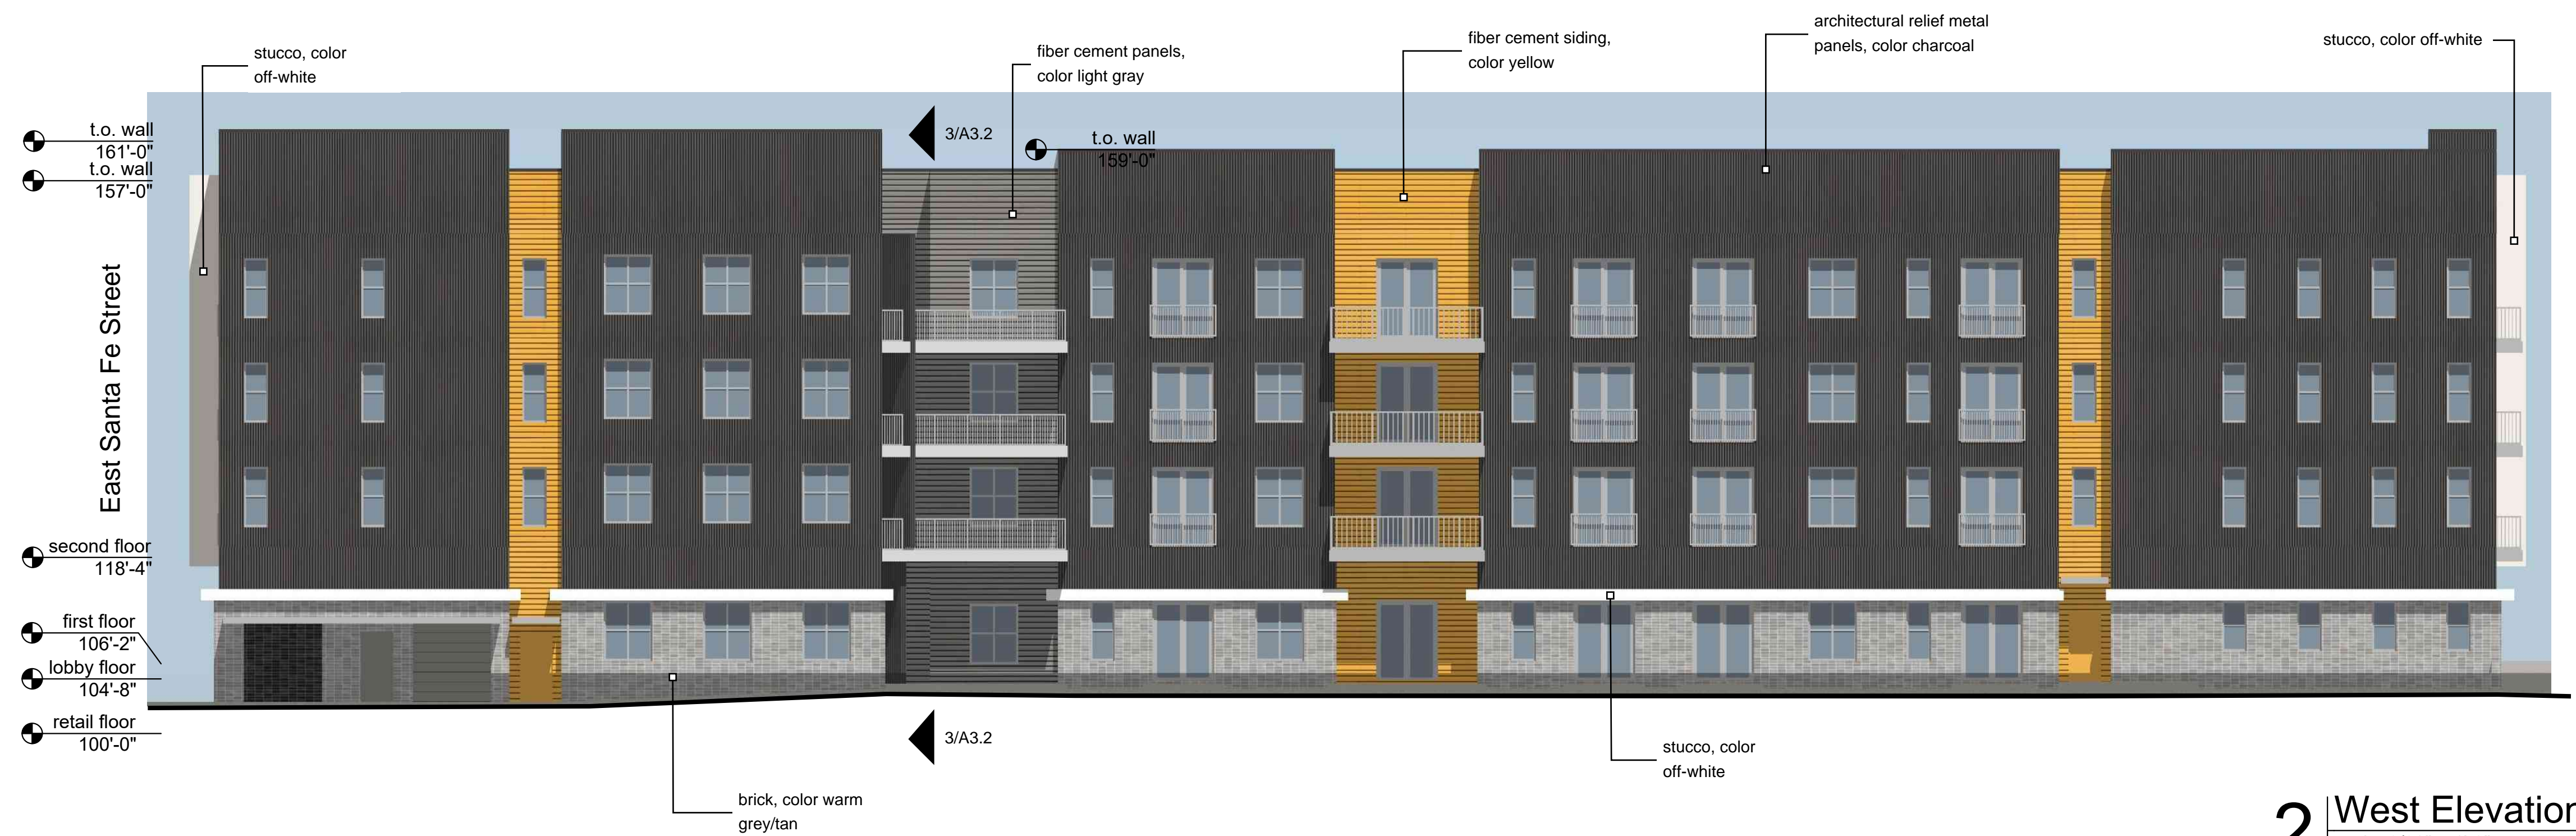 architectural relief metal
panels, color charcoal
fiber cement siding,
color yellow
stucco, color off-white
fiber cement panels,
color light gray
stucco, color
off-white
t.o. wall
161'-0"
t.o. wall
157'-0"
3/A3.2
t.o. wall
159'-0"
East Santa Fe Street
second floor
118'-4"
first floor
106'-2"
lobby floor
104'-8"
retail floor
100'-0"
3/A3.2
stucco, color
off-white
brick, color warm
grey/tan
2
West Elevation